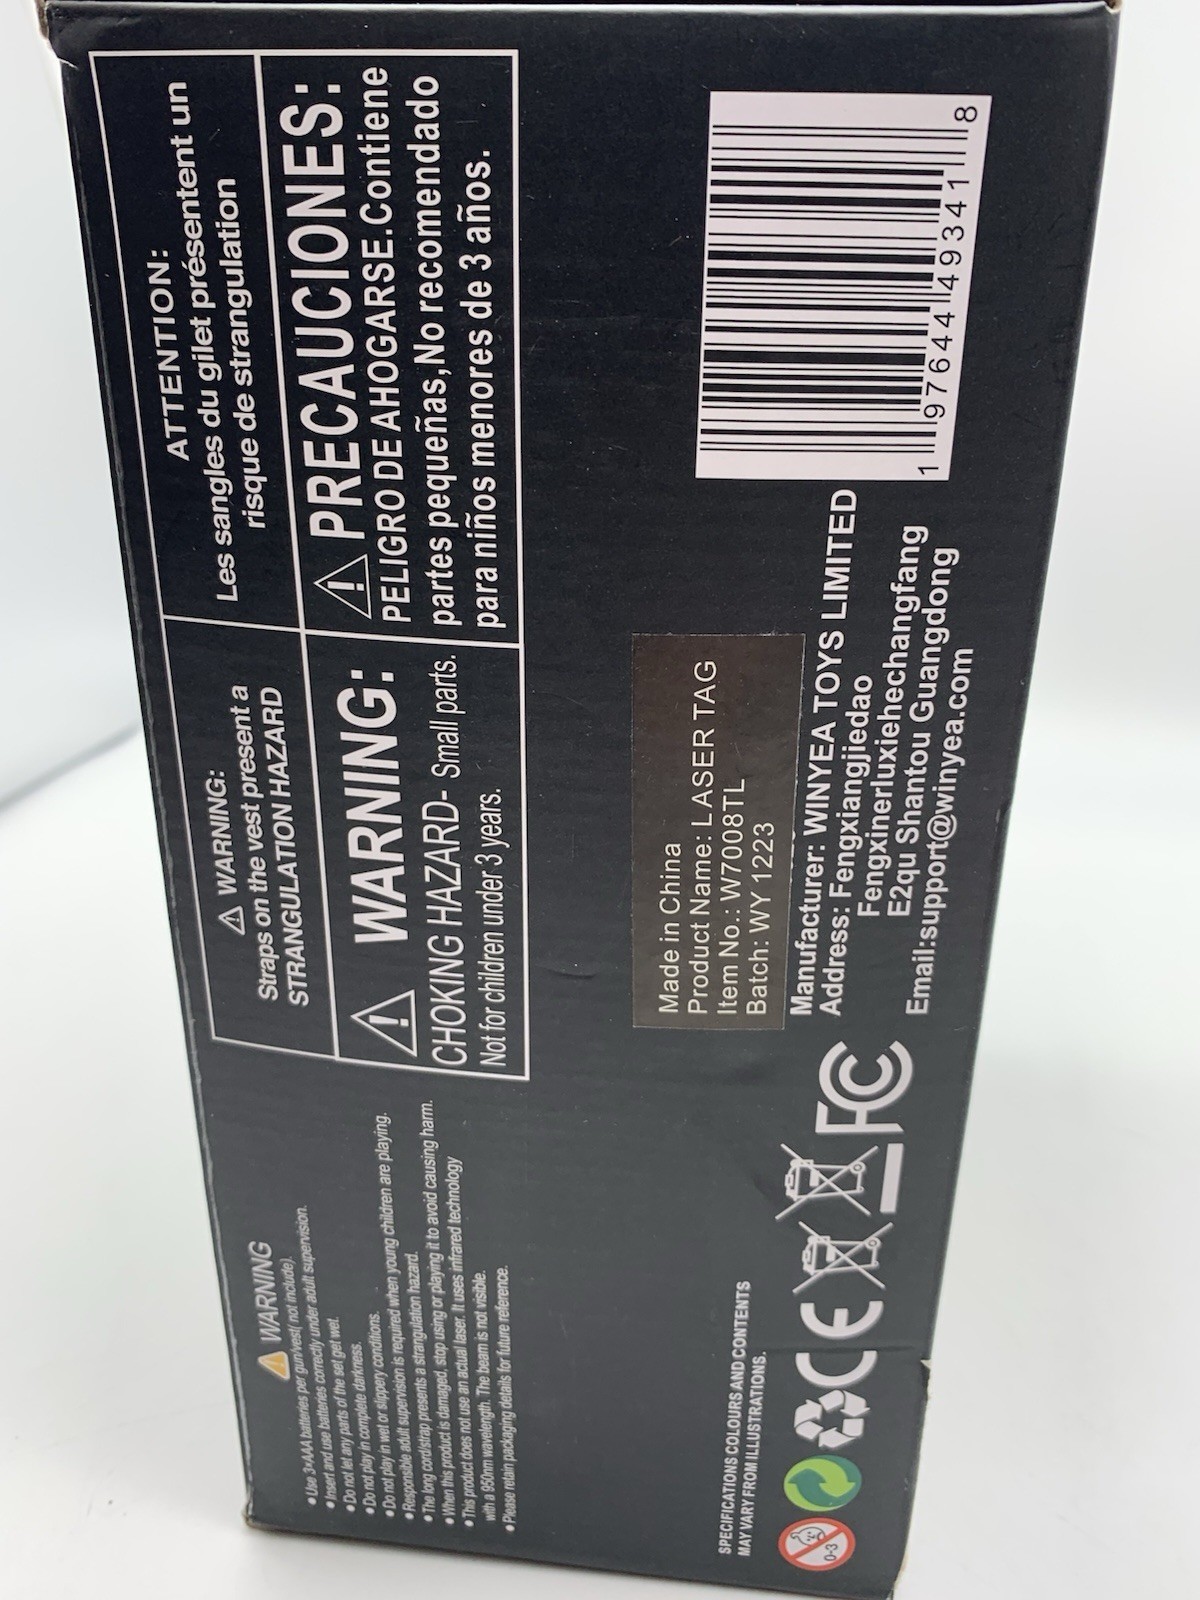 WARNING
•Use 3×AAA batteries per gun/vest( not include).
•Insert and use batteries correctly under adult supervision.
•Do not let any parts of the set get wet.
•Do not play in complete darkness.
•Do not play in wet or slippery conditions.
•Responsible adult supervision is required when young children are playing.
•The long cord/strap presents a strangulation hazard.
•When this product is damaged, stop using or playing it to avoid causing harm.
•This product does not use an actual laser. It uses infrared technology
with a 950nm wavelength. The beam is not visible.
•Please retain packaging details for future reference.
⚠ WARNING:
Straps on the vest present a
STRANGULATION HAZARD
ATTENTION:
Les sangles du gilet présentent un
risque de strangulation
⚠ WARNING:
CHOKING HAZARD- Small parts.
Not for children under 3 years.
⚠ PRECAUCIONES:
PELIGRO DE AHOGARSE.Contiene
partes pequeñas,No recomendado
para niños menores de 3 años.
SPECIFICATIONS COLOURS AND CONTENTS
MAY VARY FROM ILLUSTRATIONS.
0-3
CE
FC
Made in China
Product Name: LASER TAG
Item No.: W7008TL
Batch: WY1223
Manufacturer: WINYEA TOYS LIMITED
Address: Fengxiangjiedao
Fengxinerluxiehechangfang
E2qu Shantou Guangdong
Email:support@winyea.com
1 97644 49341 8